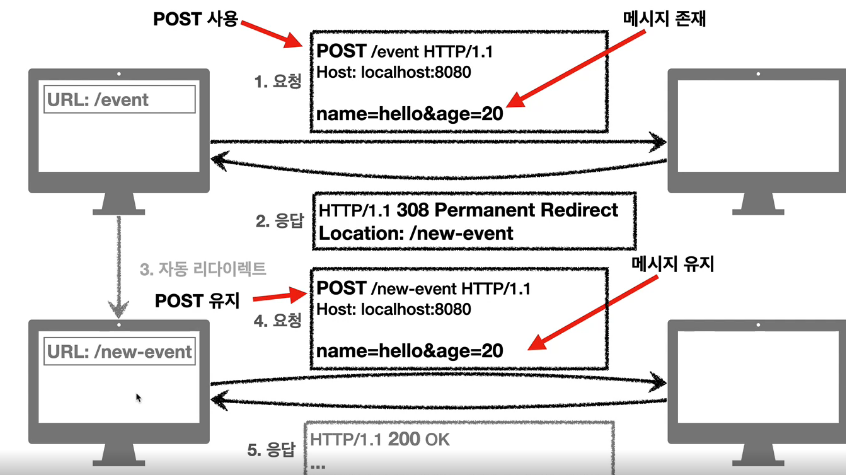 POST 사용
메시지 존재
URL: /event
1. 요청
POST /event HTTP/1.1
Host: localhost:8080
name=hello&age=20
2. 응답
HTTP/1.1 308 Permanent Redirect
Location: /new-event
3. 자동 리다이렉트
메시지 유지
POST 유지
4. 요청
POST /new-event HTTP/1.1
Host: localhost:8080
name=hello&age=20
URL: /new-event
5. 응답
HTTP/1.1 200 OK
...